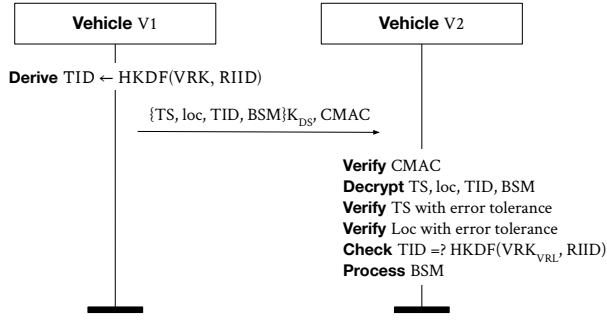 Vehicle V1
Vehicle V2
Derive TID ← HKDF(VRK, RIID)
{TS, loc, TID, BSM}K_DS, CMAC
Verify CMAC
Decrypt TS, loc, TID, BSM
Verify TS with error tolerance
Verify Loc with error tolerance
Check TID =? HKDF(VRK_VRL, RIID)
Process BSM